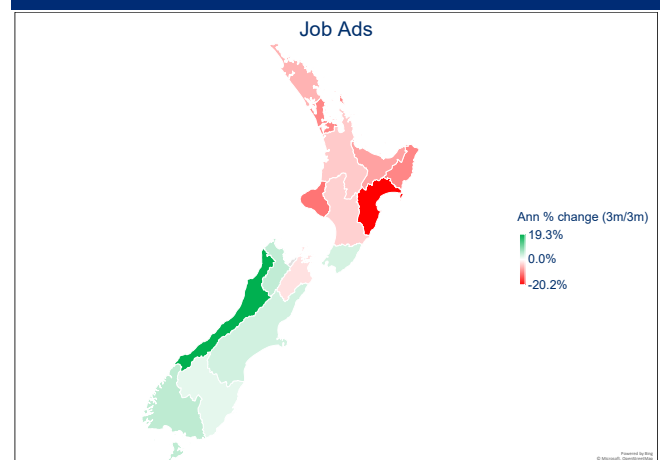 Job Ads
Ann % change (3m/3m)
19.3%
0.0%
-20.2%
Powered by Bing
© Microsoft, OpenStreetMap